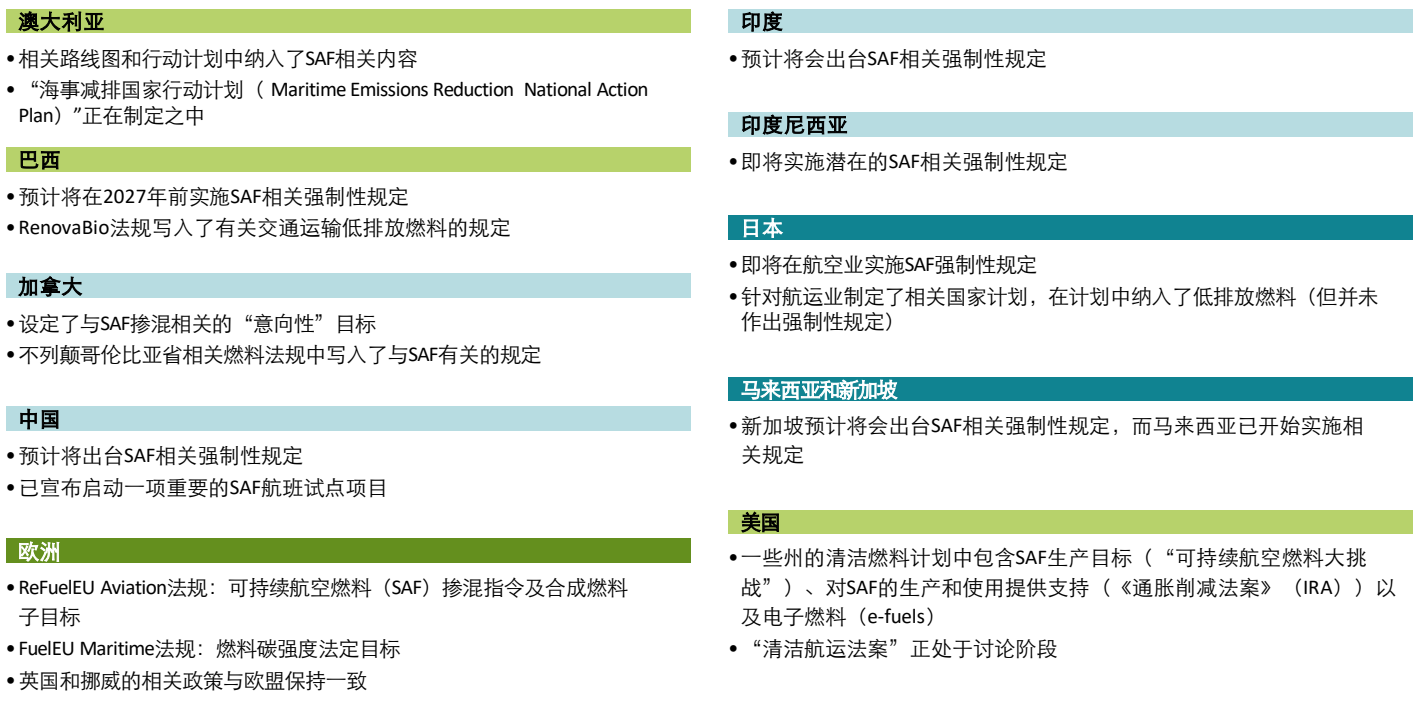 澳大利亚
•相关路线图和行动计划中纳入了SAF相关内容
•“海事减排国家行动计划（ Maritime Emissions Reduction National Action
Plan）”正在制定之中
巴西
•预计将在2027年前实施SAF相关强制性规定
•RenovaBio法规写入了有关交通运输低排放燃料的规定
加拿大
•设定了与SAF掺混相关的“意向性”目标
•不列颠哥伦比亚省相关燃料法规中写入了与SAF有关的规定
中国
•预计将出台SAF相关强制性规定
•已宣布启动一项重要的SAF航班试点项目
欧洲
•ReFuelEU Aviation法规：可持续航空燃料（SAF）掺混指令及合成燃料
子目标
•FuelEU Maritime法规：燃料碳强度法定目标
•英国和挪威的相关政策与欧盟保持一致
印度
•预计将会出台SAF相关强制性规定
印度尼西亚
•即将实施潜在的SAF相关强制性规定
日本
•即将在航空业实施SAF强制性规定
•针对航运业制定了相关国家计划，在计划中纳入了低排放燃料（但并未
作出强制性规定）
马来西亚和新加坡
•新加坡预计将会出台SAF相关强制性规定，而马来西亚已开始实施相
关规定
美国
•一些州的清洁燃料计划中包含SAF生产目标（“可持续航空燃料大挑
战”）、对SAF的生产和使用提供支持（《通胀削减法案》（IRA））以
及电子燃料（e-fuels）
•“清洁航运法案”正处于讨论阶段